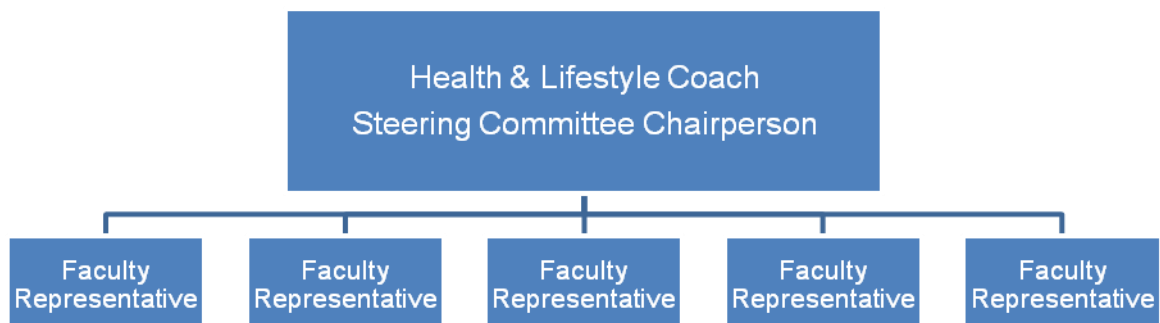 Health & Lifestyle Coach
Steering Committee Chairperson
Faculty
Representative
Faculty
Representative
Faculty
Representative
Faculty
Representative
Faculty
Representative